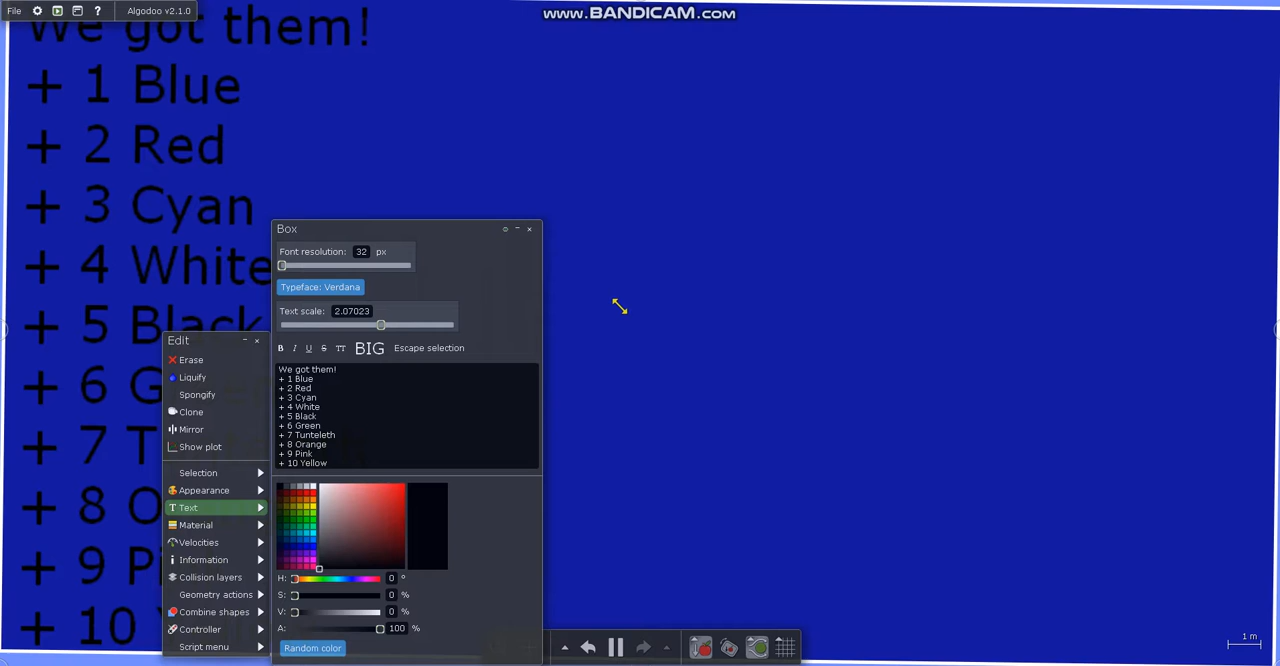 File ? Algodoo v2.1.0
WWW.BANDICAM.COM
We got them!
+ 1 Blue
+ 2 Red
+ 3 Cyan
+ 4 White
+ 5 Black
+ 6 G
+ 7 T
+ 8 O
+ 9 Pi
+ 10
Box
Font resolution: 32 px
Typeface: Verdana
Text scale: 2.07023
B I U S TT BIG Escape selection
We got them!
+ 1 Blue
+ 2 Red
+ 3 Cyan
+ 4 White
+ 5 Black
+ 6 Green
+ 7 Tunteleth
+ 8 Orange
+ 9 Pink
+ 10 Yellow
H: 0 °
S: 0 %
V: 0 %
A: 100 %
Random color
Edit
Erase
Liquify
Spongify
Clone
Mirror
Show plot
Selection
Appearance
T Text
Material
Velocities
Information
Collision layers
Geometry actions
Combine shapes
Controller
Script menu
1 m